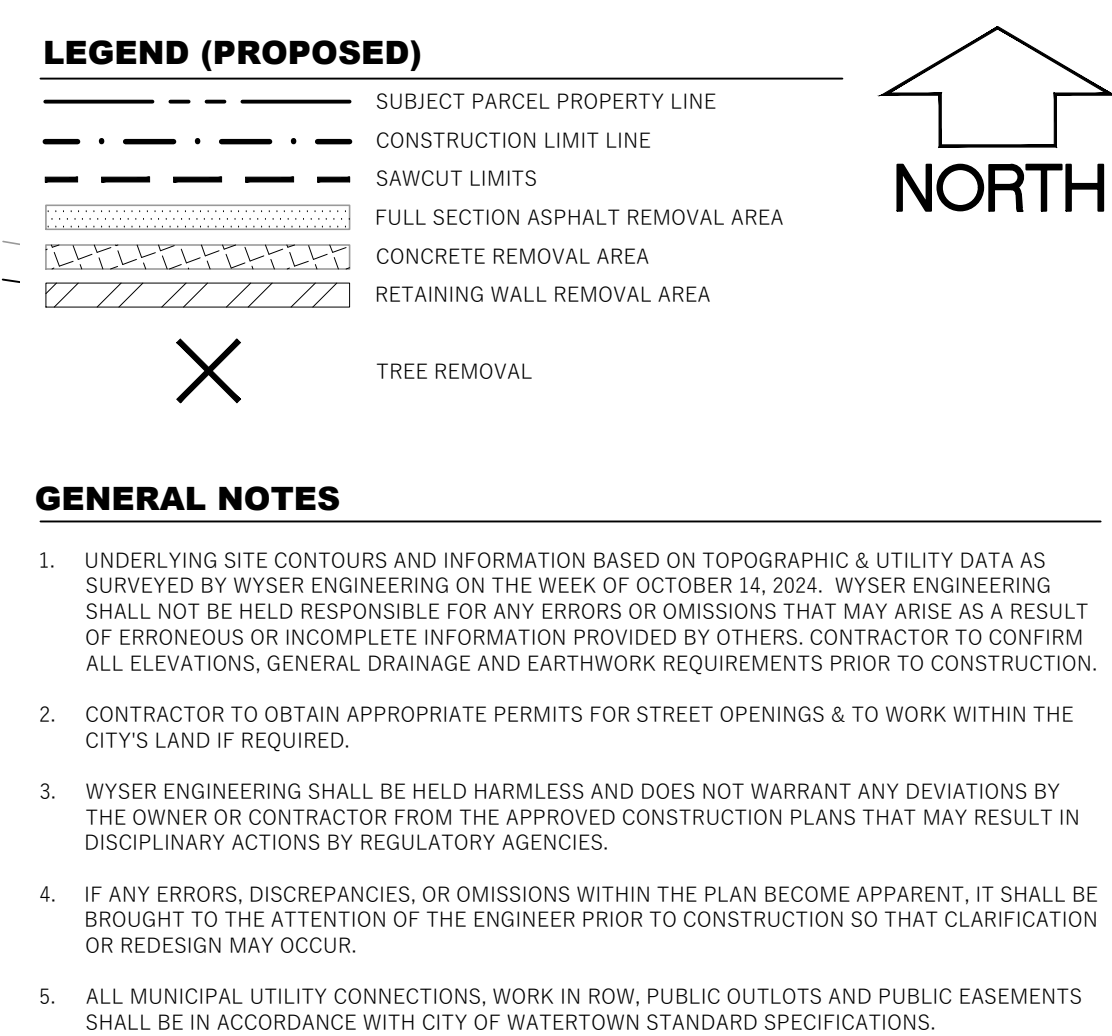 LEGEND (PROPOSED)
SUBJECT PARCEL PROPERTY LINE
CONSTRUCTION LIMIT LINE
SAWCUT LIMITS
FULL SECTION ASPHALT REMOVAL AREA
CONCRETE REMOVAL AREA
RETAINING WALL REMOVAL AREA
TREE REMOVAL
NORTH
GENERAL NOTES
1. UNDERLYING SITE CONTOURS AND INFORMATION BASED ON TOPOGRAPHIC & UTILITY DATA AS
SURVEYED BY WYSER ENGINEERING ON THE WEEK OF OCTOBER 14, 2024. WYSER ENGINEERING
SHALL NOT BE HELD RESPONSIBLE FOR ANY ERRORS OR OMISSIONS THAT MAY ARISE AS A RESULT
OF ERRONEOUS OR INCOMPLETE INFORMATION PROVIDED BY OTHERS. CONTRACTOR TO CONFIRM
ALL ELEVATIONS, GENERAL DRAINAGE AND EARTHWORK REQUIREMENTS PRIOR TO CONSTRUCTION.
2. CONTRACTOR TO OBTAIN APPROPRIATE PERMITS FOR STREET OPENINGS & TO WORK WITHIN THE
CITY'S LAND IF REQUIRED.
3. WYSER ENGINEERING SHALL BE HELD HARMLESS AND DOES NOT WARRANT ANY DEVIATIONS BY
THE OWNER OR CONTRACTOR FROM THE APPROVED CONSTRUCTION PLANS THAT MAY RESULT IN
DISCIPLINARY ACTIONS BY REGULATORY AGENCIES.
4. IF ANY ERRORS, DISCREPANCIES, OR OMISSIONS WITHIN THE PLAN BECOME APPARENT, IT SHALL BE
BROUGHT TO THE ATTENTION OF THE ENGINEER PRIOR TO CONSTRUCTION SO THAT CLARIFICATION
OR REDESIGN MAY OCCUR.
5. ALL MUNICIPAL UTILITY CONNECTIONS, WORK IN ROW, PUBLIC OUTLOTS AND PUBLIC EASEMENTS
SHALL BE IN ACCORDANCE WITH CITY OF WATERTOWN STANDARD SPECIFICATIONS.